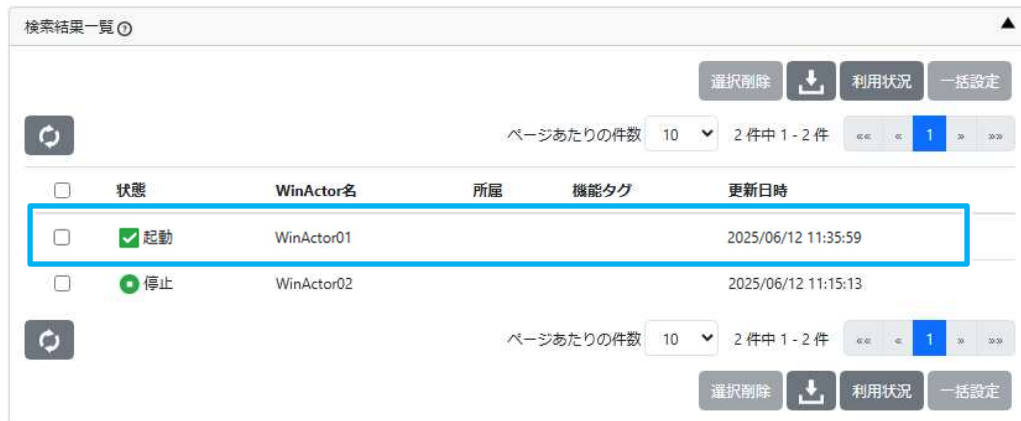 検索結果一覧?
▲
選択削除 利用状況 一括設定
ページあたりの件数 10 2 件中 1 - 2 件 «« « 1 » »»
状態 WinActor名 所属 機能タグ 更新日時
起動 WinActor01 2025/06/12 11:35:59
停止 WinActor02 2025/06/12 11:15:13
ページあたりの件数 10 2 件中 1 - 2 件 «« « 1 » »»
選択削除 利用状況 一括設定